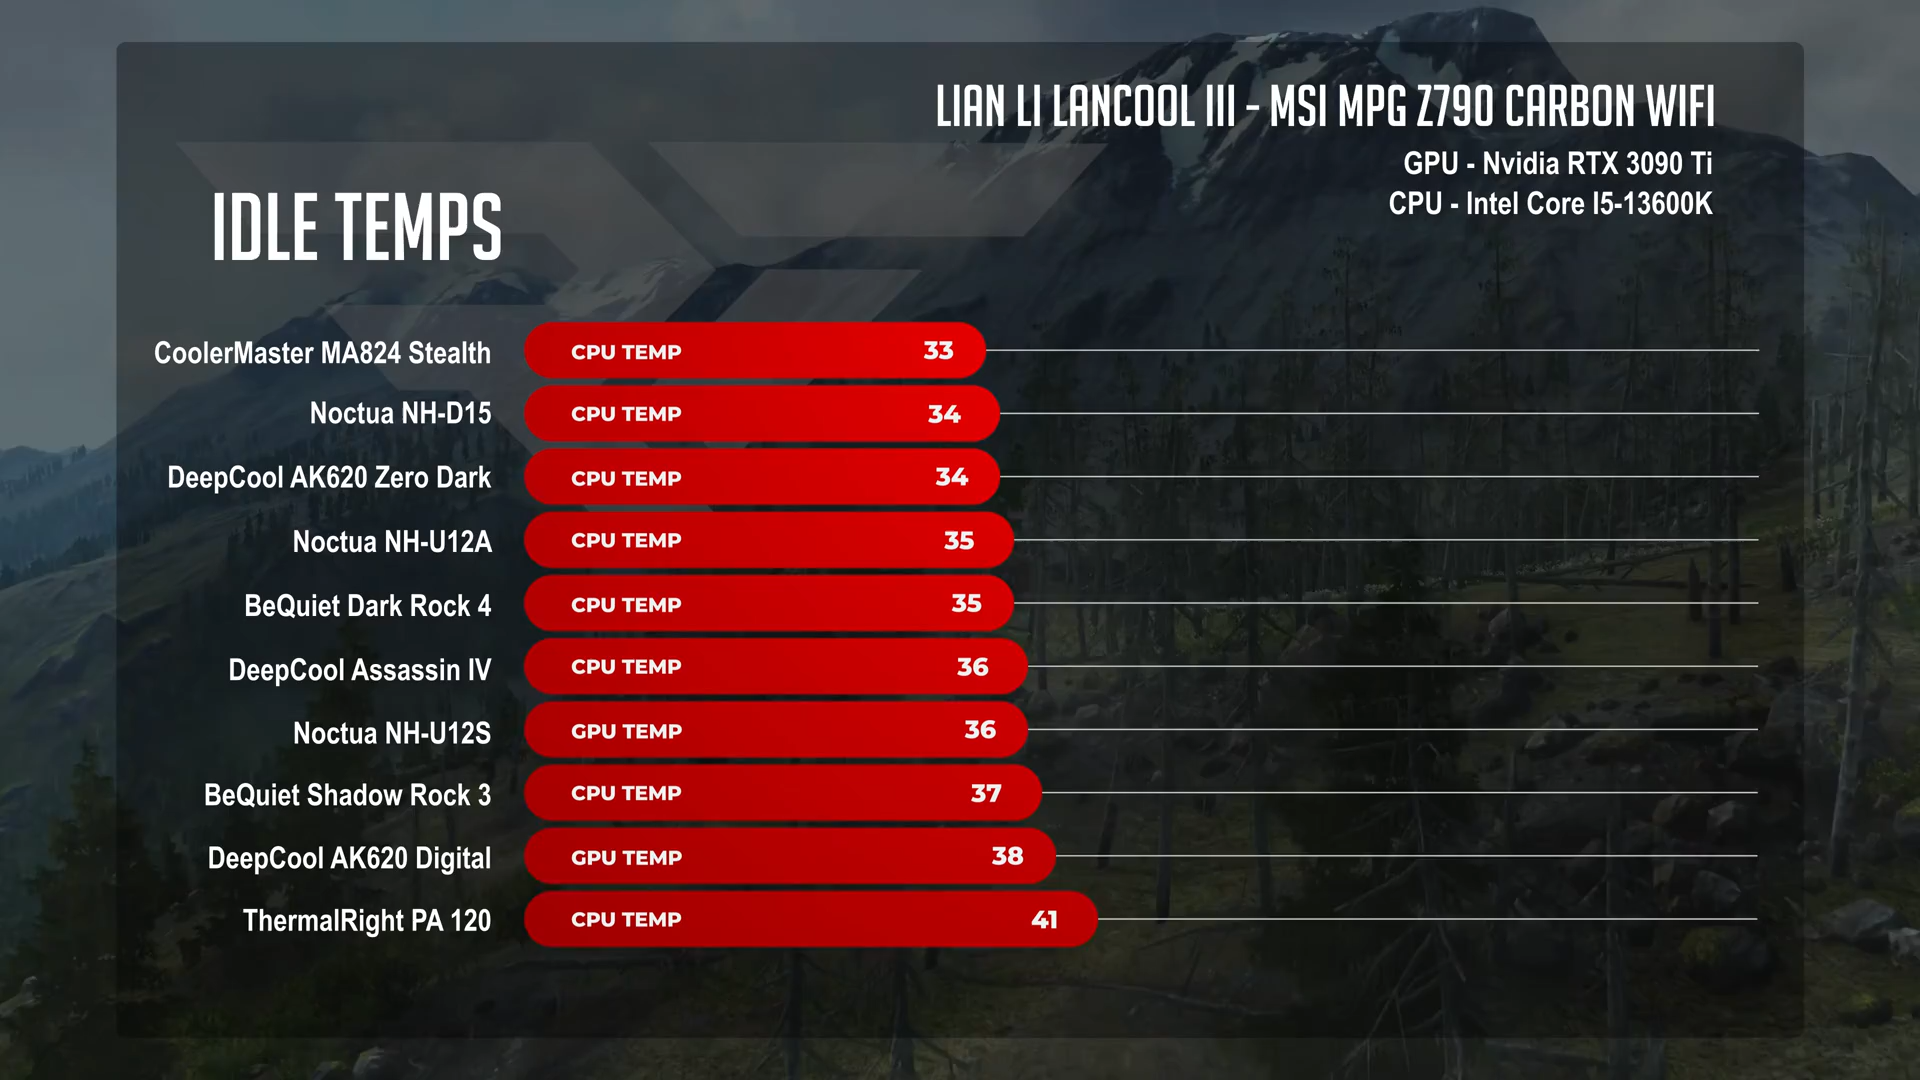 LIAN LI LANCOOL III - MSI MPG Z790 CARBON WIFI
GPU - Nvidia RTX 3090 Ti
CPU - Intel Core I5-13600K
IDLE TEMPS
CoolerMaster MA824 Stealth CPU TEMP 33
Noctua NH-D15 CPU TEMP 34
DeepCool AK620 Zero Dark CPU TEMP 34
Noctua NH-U12A CPU TEMP 35
BeQuiet Dark Rock 4 CPU TEMP 35
DeepCool Assassin IV CPU TEMP 36
Noctua NH-U12S GPU TEMP 36
BeQuiet Shadow Rock 3 CPU TEMP 37
DeepCool AK620 Digital GPU TEMP 38
ThermalRight PA 120 CPU TEMP 41